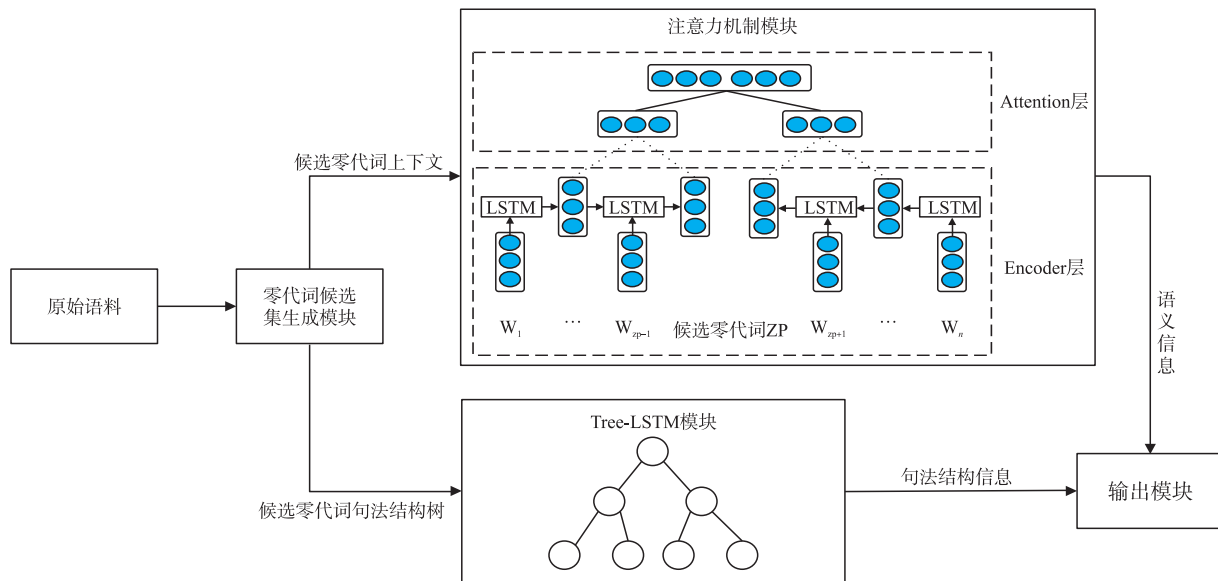 注意力机制模块
Attention层
候选零代词上下文
LSTM
LSTM
LSTM
LSTM
Encoder层
原始语料
零代词候选
集生成模块
W1
…
Wzp-1
候选零代词ZP
Wzp+1
…
Wn
语义信息
Tree-LSTM模块
候选零代词句法结构树
句法结构信息
输出模块